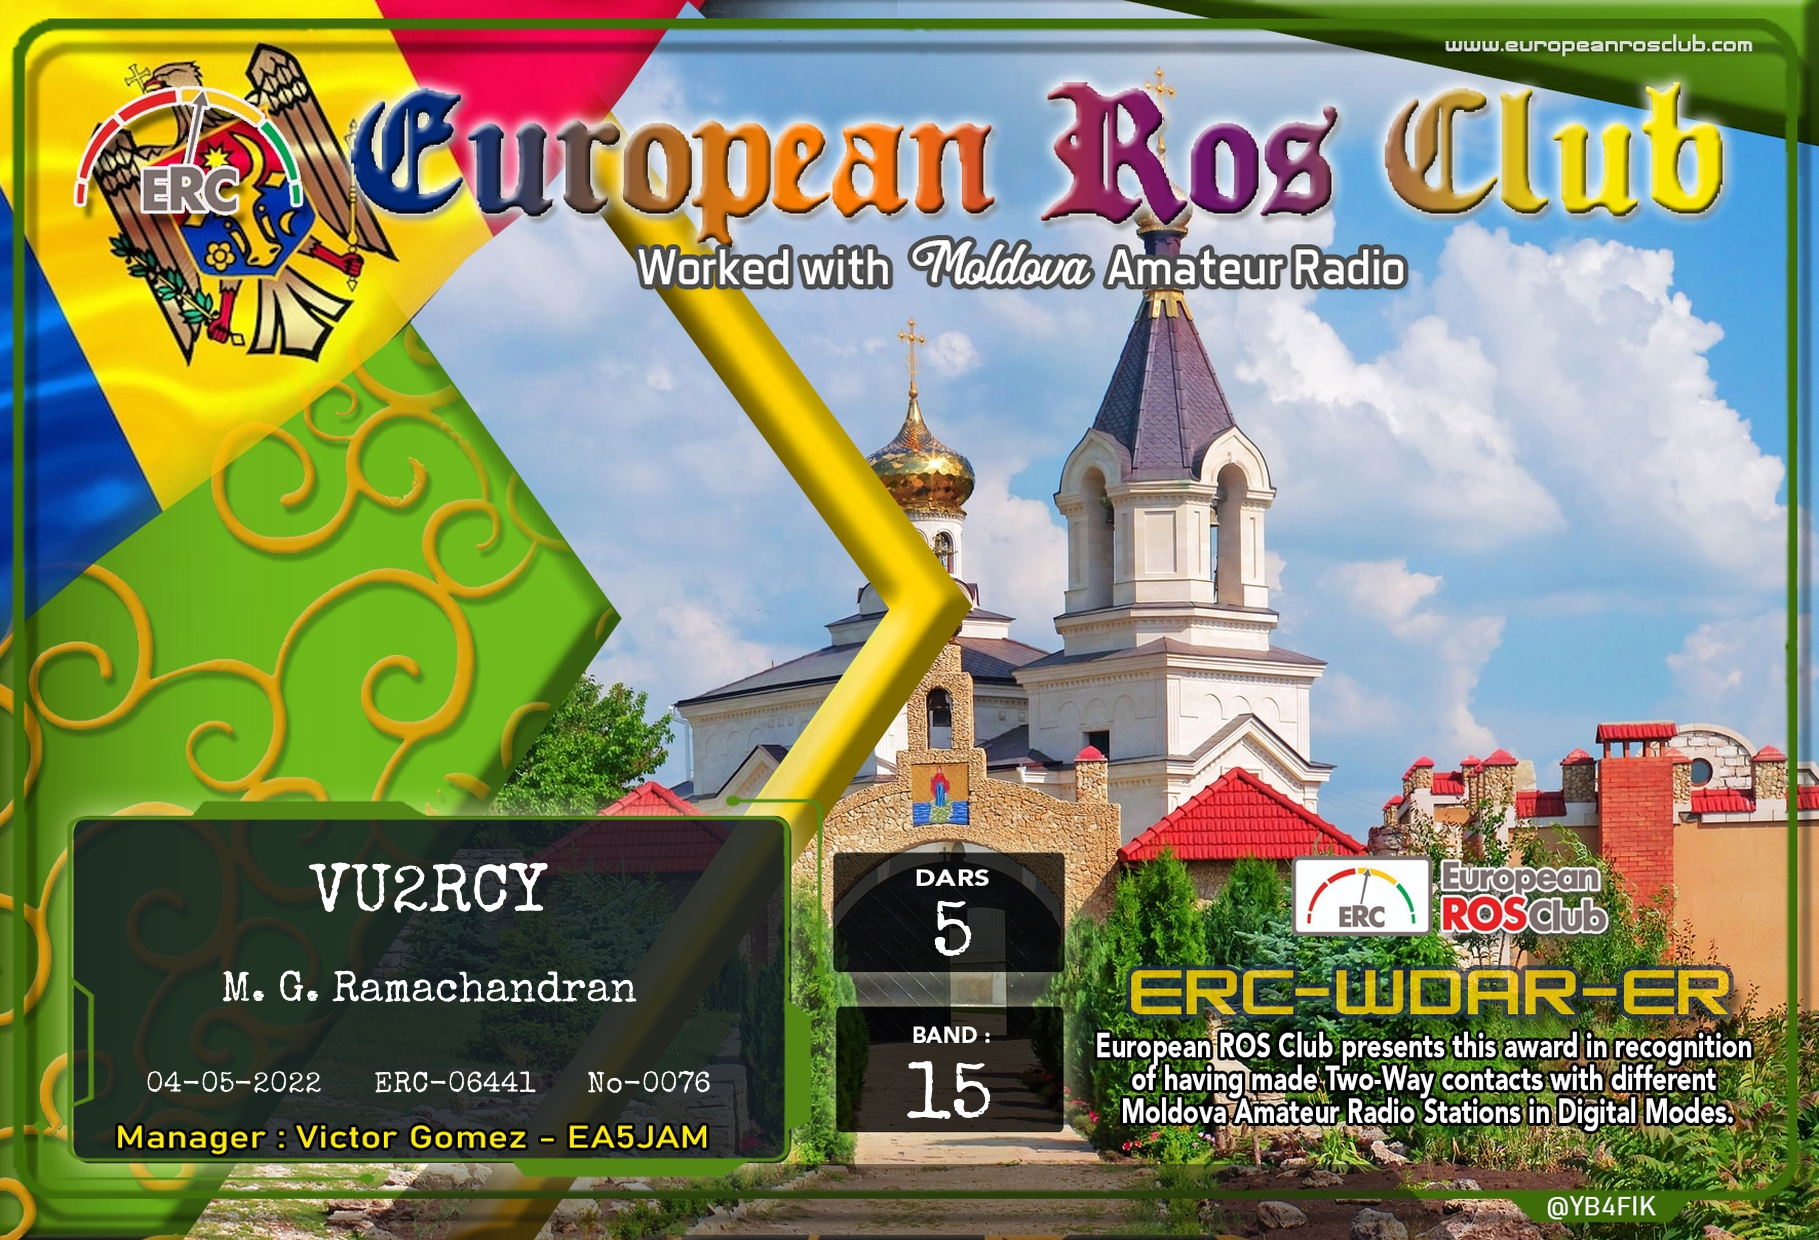 www.europeanrosclub.com
ERC
European Ros Club
Worked with Moldova Amateur Radio
VU2RCY
M. G. Ramachandran
04-05-2022 ERC-06441 No-0076
Manager : Victor Gomez - EA5JAM
DARS
5
BAND :
15
ERC
European
ROSClub
ERC-WDAR-ER
European ROS Club presents this award in recognition
of having made Two-Way contacts with different
Moldova Amateur Radio Stations in Digital Modes.
@YB4FIK